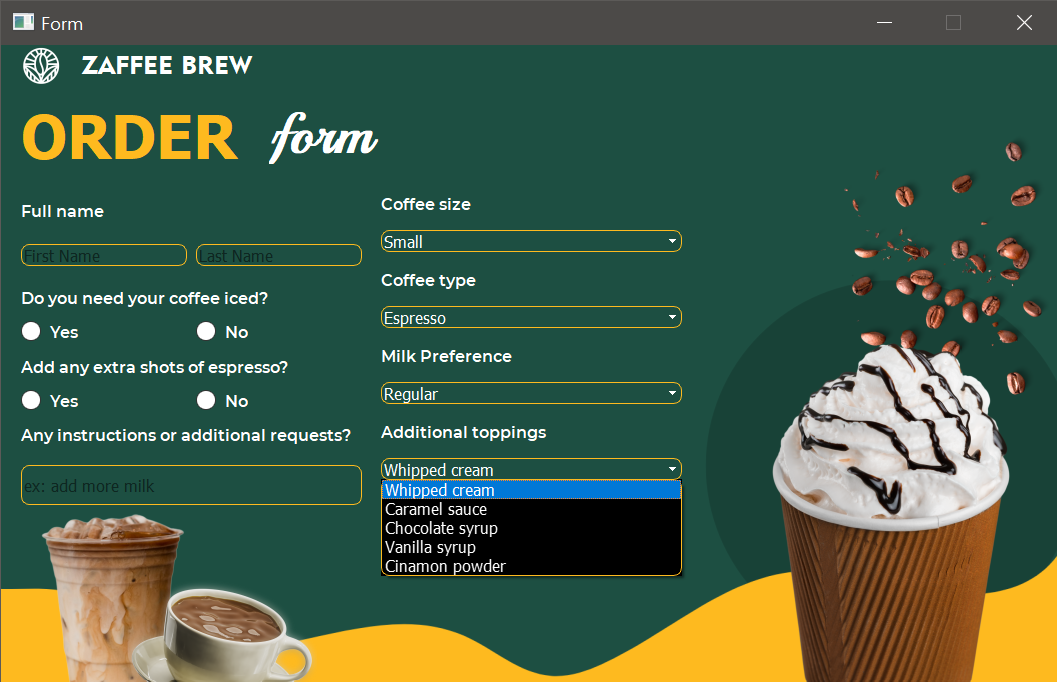 Form
ZAFFEE BREW
ORDER form
Full name
First Name Last Name
Do you need your coffee iced?
Yes No
Add any extra shots of espresso?
Yes No
Any instructions or additional requests?
ex: add more milk
Coffee size
Small
Coffee type
Espresso
Milk Preference
Regular
Additional toppings
Whipped cream
Whipped cream
Caramel sauce
Chocolate syrup
Vanilla syrup
Cinamon powder